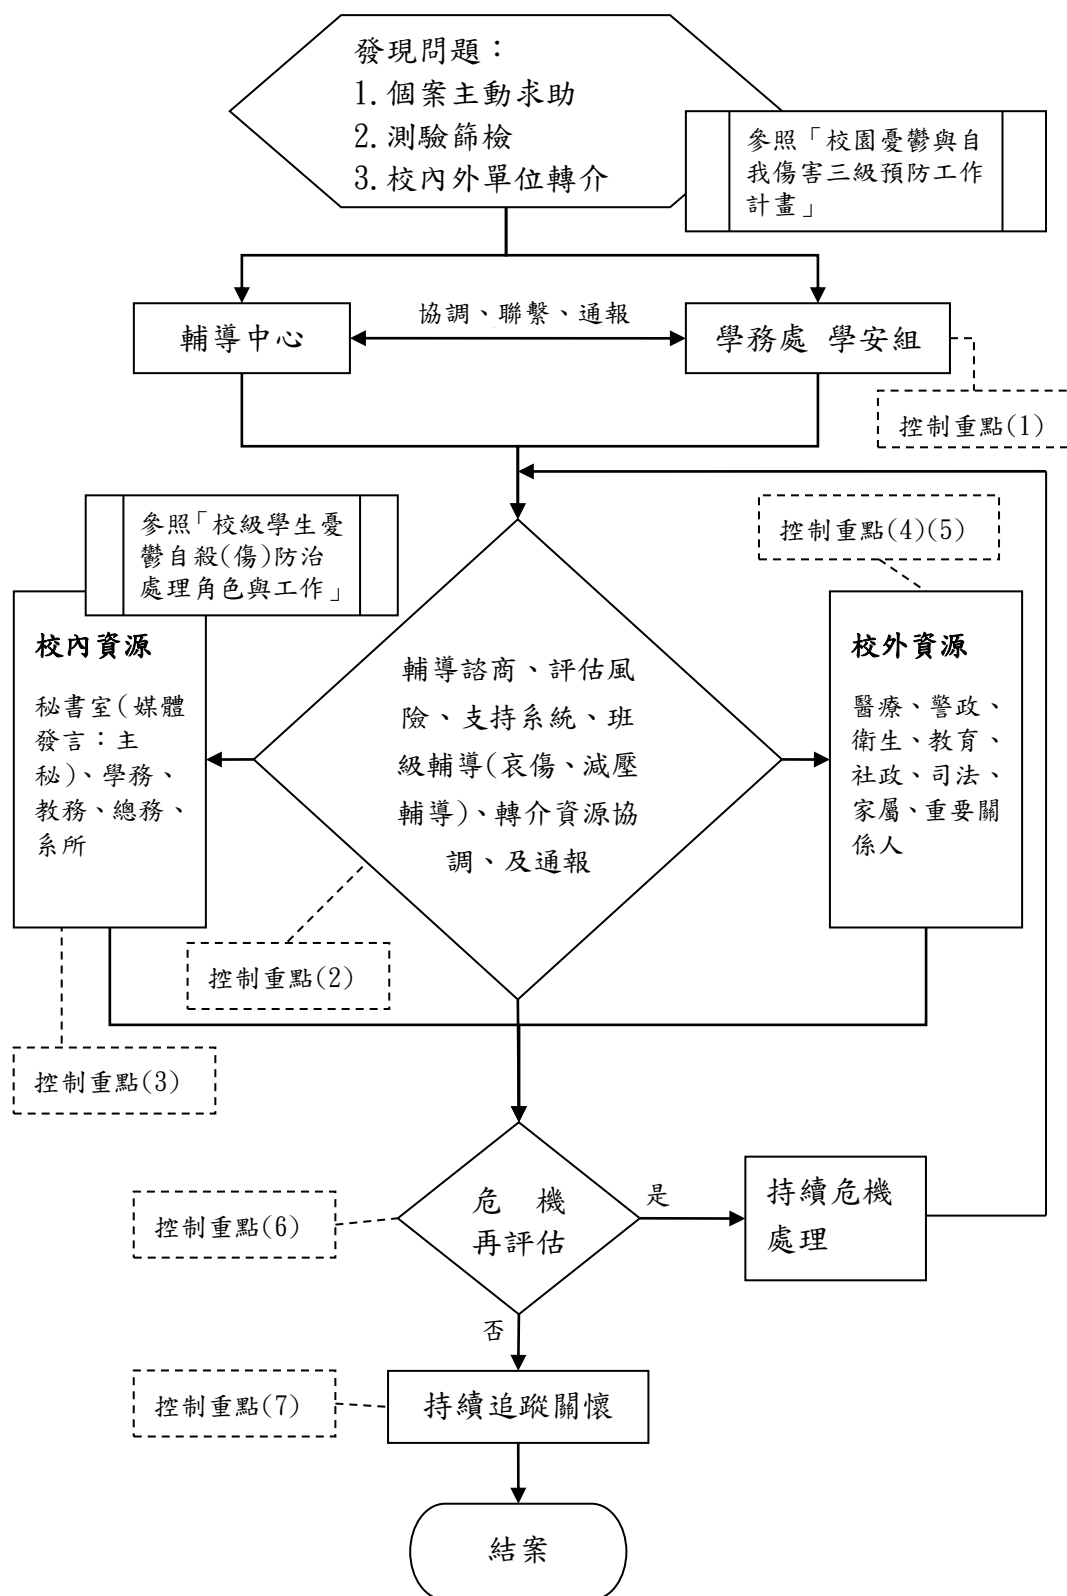 發現問題：
1.個案主動求助
2.測驗篩檢
3.校內外單位轉介
參照「校園憂鬱與自
我傷害三級預防工作
計畫」
輔導中心
協調、聯繫、通報
學務處 學安組
控制重點(1)
參照「校級學生憂
鬱自殺(傷)防治
處理角色與工作」
控制重點(4)(5)
校內資源
秘書室(媒體
發言：主
秘)、學務、
教務、總務、
系所
輔導諮商、評估風
險、支持系統、班
級輔導(哀傷、減壓
輔導)、轉介資源協
調、及通報
校外資源
醫療、警政、
衛生、教育、
社政、司法、
家屬、重要關
係人
控制重點(2)
控制重點(3)
危 機
再評估
是
持續危機
處理
控制重點(6)
否
控制重點(7)
持續追蹤關懷
結案